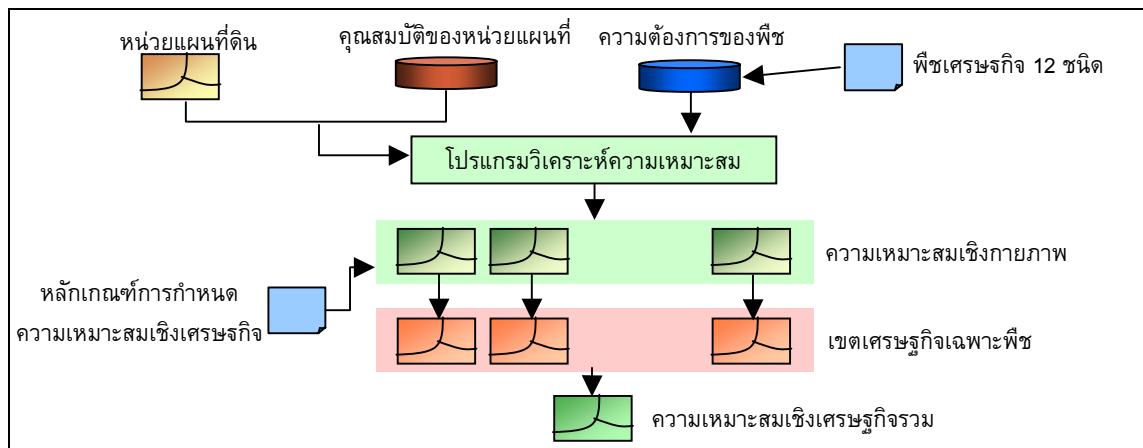 หน่วยแผนที่ดิน
คุณสมบัติของหน่วยแผนที่
ความต้องการของพืช
พืชเศรษฐกิจ 12 ชนิด
โปรแกรมวิเคราะห์ความเหมาะสม
ความเหมาะสมเชิงกายภาพ
หลักเกณฑ์การกำหนด
ความเหมาะสมเชิงเศรษฐกิจ
เขตเศรษฐกิจเฉพาะพืช
ความเหมาะสมเชิงเศรษฐกิจรวม